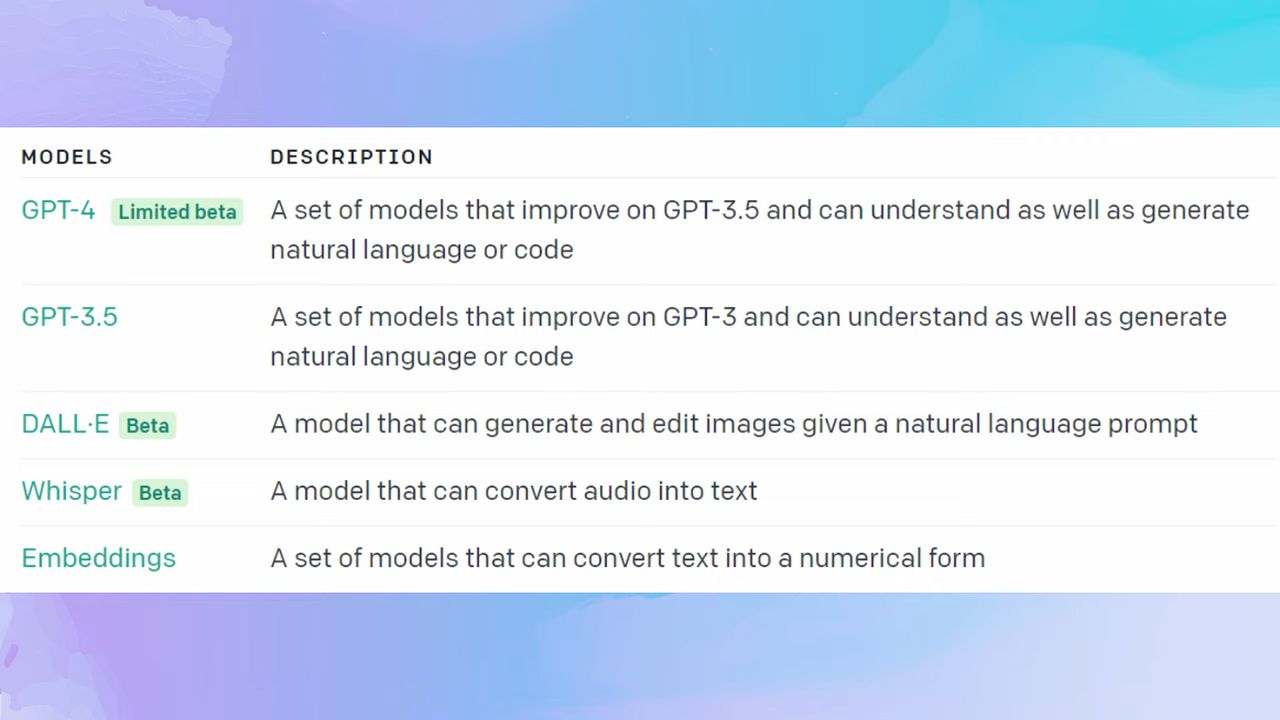 MODELS DESCRIPTION
GPT-4 Limited beta A set of models that improve on GPT-3.5 and can understand as well as generate
natural language or code
GPT-3.5 A set of models that improve on GPT-3 and can understand as well as generate
natural language or code
DALL·E Beta A model that can generate and edit images given a natural language prompt
Whisper Beta A model that can convert audio into text
Embeddings A set of models that can convert text into a numerical form